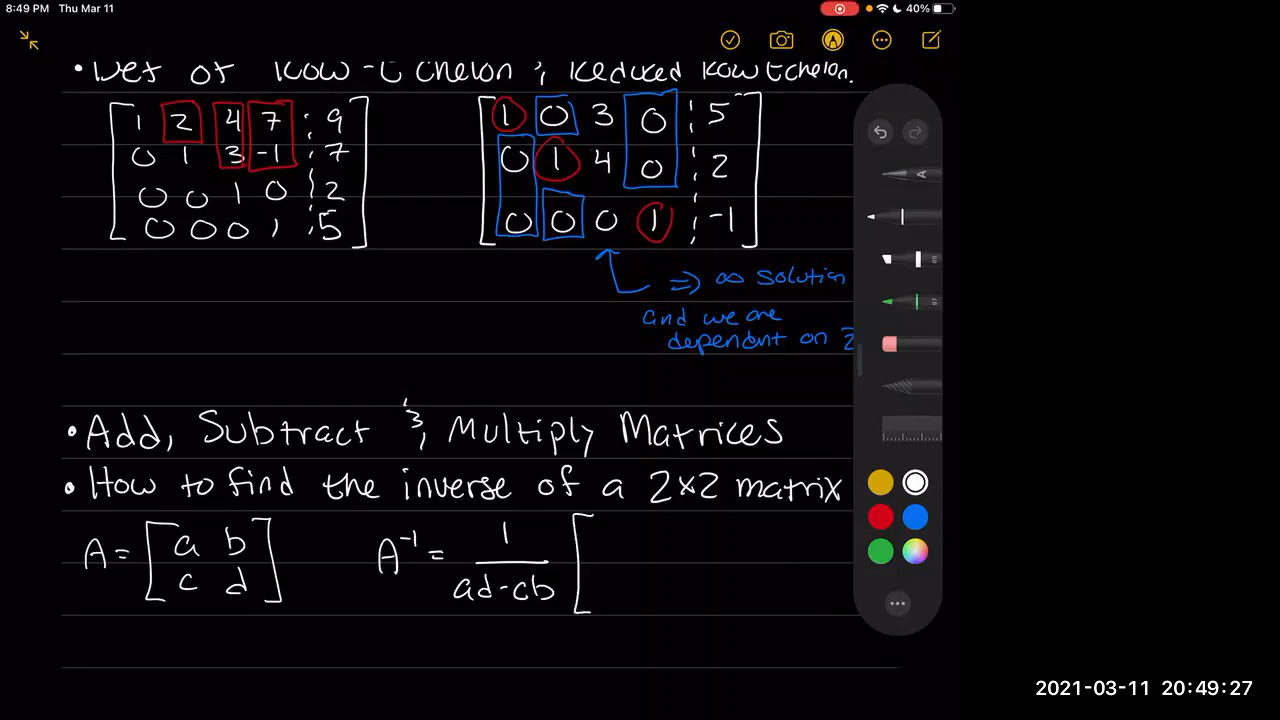 8:49 PM Thu Mar 11
40%
• Def of Row-Echelon & Reduced Row Echelon.
[ 1 2 4 7 ¦ 9
0 1 3 -1 ¦ 7
0 0 1 0 ¦ 2
0 0 0 1 ¦ 5 ]
[ 1 0 3 0 ¦ 5
0 1 4 0 ¦ 2
0 0 0 1 ¦ -1 ]
⇒ ∞ solution
and we are
dependent on
• Add, Subtract & Multiply Matrices
• How to find the inverse of a 2×2 matrix
A = [ a b
c d ]
A⁻¹ = 1
ad-cb [
A
80
97
2021-03-11 20:49:27